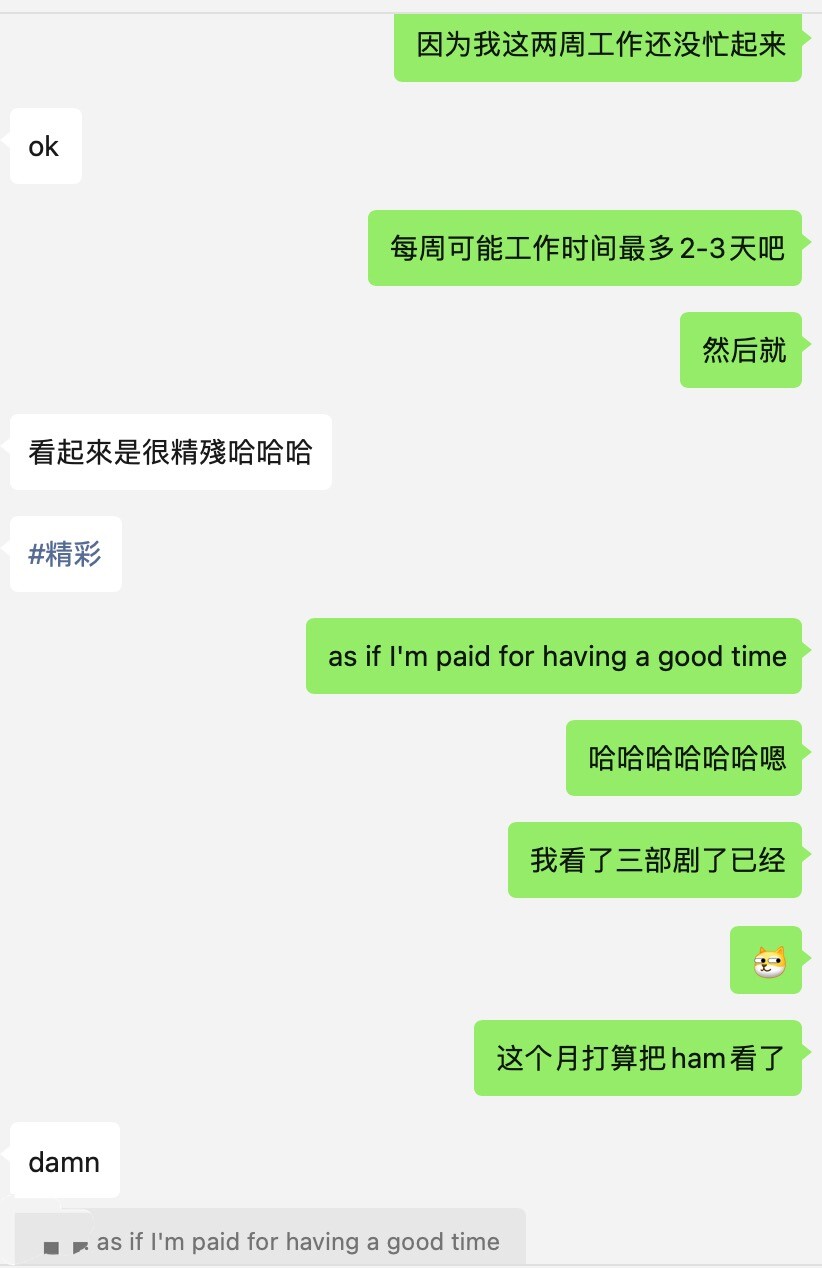 因为我这两周工作还没忙起来
ok
每周可能工作时间最多2-3天吧
然后就
看起來是很精殘哈哈哈
#精彩
as if I'm paid for having a good time
哈哈哈哈哈哈嗯
我看了三部剧了已经
这个月打算把ham看了
damn
as if I'm paid for having a good time